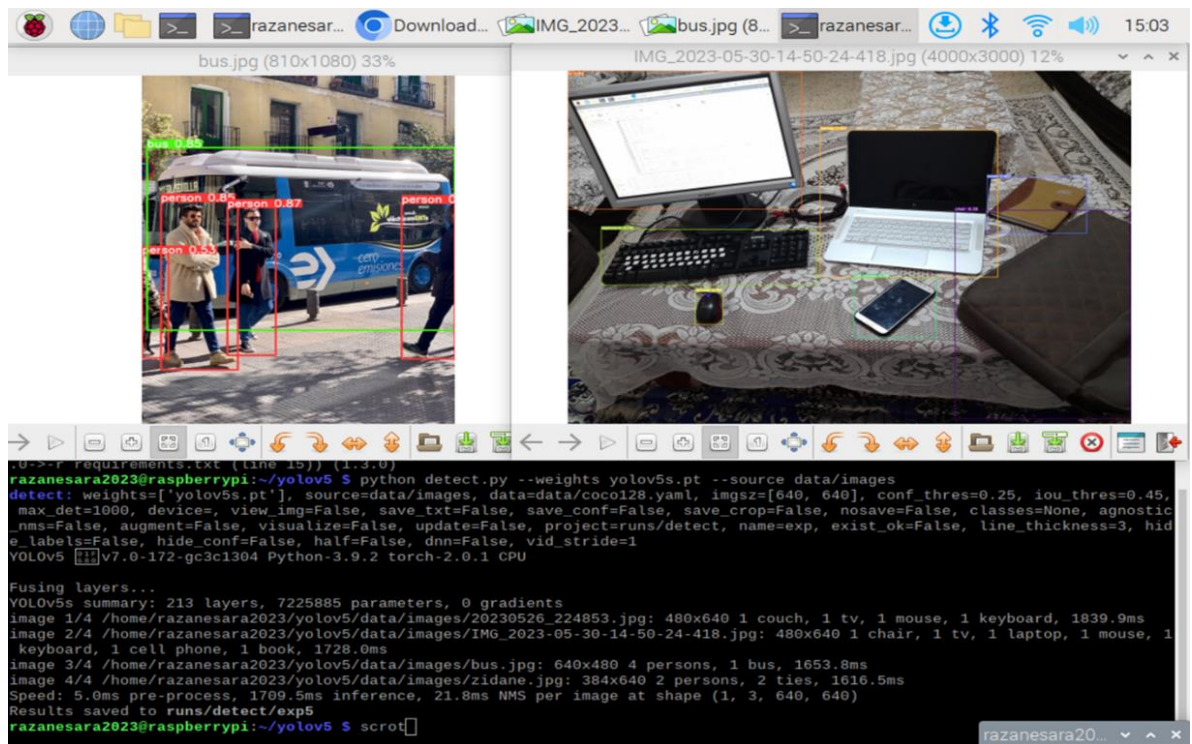 razanesar... Download... IMG_2023... bus.jpg (8... razanesar... 15:03
bus.jpg (810x1080) 33%
IMG_2023-05-30-14-50-24-418.jpg (4000x3000) 12%
bus 0.85
person 0.85
person 0.87
person 0
person 0.53
cero
emisiones
.0->-r requirements.txt (line 15)) (1.3.0)
razanesara2023@raspberrypi:~/yolov5 $ python detect.py --weights yolov5s.pt --source data/images
detect: weights=['yolov5s.pt'], source=data/images, data=data/coco128.yaml, imgsz=[640, 640], conf_thres=0.25, iou_thres=0.45,
max_det=1000, device=, view_img=False, save_txt=False, save_conf=False, save_crop=False, nosave=False, classes=None, agnostic
_nms=False, augment=False, visualize=False, update=False, project=runs/detect, name=exp, exist_ok=False, line_thickness=3, hid
e_labels=False, hide_conf=False, half=False, dnn=False, vid_stride=1
YOLOv5 v7.0-172-gc3c1304 Python-3.9.2 torch-2.0.1 CPU
Fusing layers...
YOLOv5s summary: 213 layers, 7225885 parameters, 0 gradients
image 1/4 /home/razanesara2023/yolov5/data/images/20230526_224853.jpg: 480x640 1 couch, 1 tv, 1 mouse, 1 keyboard, 1839.9ms
image 2/4 /home/razanesara2023/yolov5/data/images/IMG_2023-05-30-14-50-24-418.jpg: 480x640 1 chair, 1 tv, 1 laptop, 1 mouse, 1
keyboard, 1 cell phone, 1 book, 1728.0ms
image 3/4 /home/razanesara2023/yolov5/data/images/bus.jpg: 640x480 4 persons, 1 bus, 1653.8ms
image 4/4 /home/razanesara2023/yolov5/data/images/zidane.jpg: 384x640 2 persons, 2 ties, 1616.5ms
Speed: 5.0ms pre-process, 1709.5ms inference, 21.8ms NMS per image at shape (1, 3, 640, 640)
Results saved to runs/detect/exp5
razanesara2023@raspberrypi:~/yolov5 $ scrot
razanesara20...